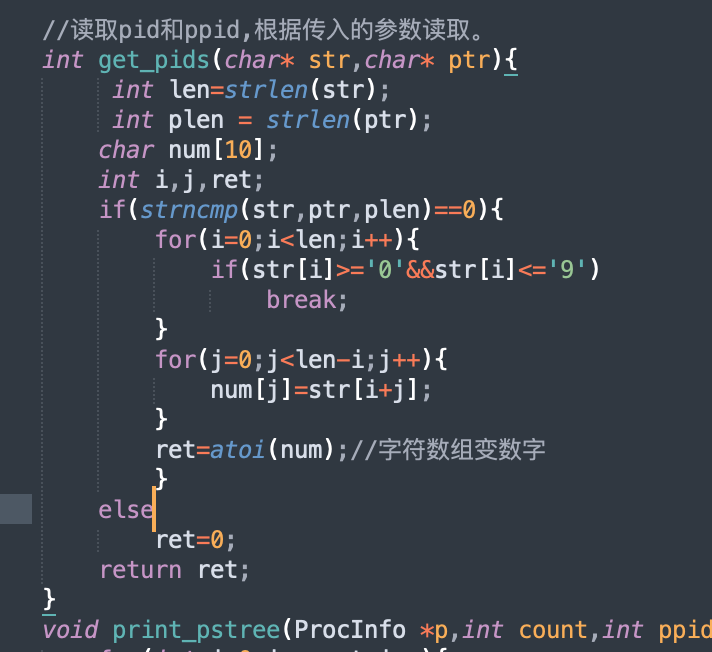 //读取pid和ppid,根据传入的参数读取。
int get_pids(char* str,char* ptr){
int len=strlen(str);
int plen = strlen(ptr);
char num[10];
int i,j,ret;
if(strncmp(str,ptr,plen)==0){
for(i=0;i<len;i++){
if(str[i]>='0'&&str[i]<='9')
break;
}
for(j=0;j<len-i;j++){
num[j]=str[i+j];
}
ret=atoi(num);//字符数组变数字
}
else
ret=0;
return ret;
}
void print_pstree(ProcInfo *p,int count,int ppid